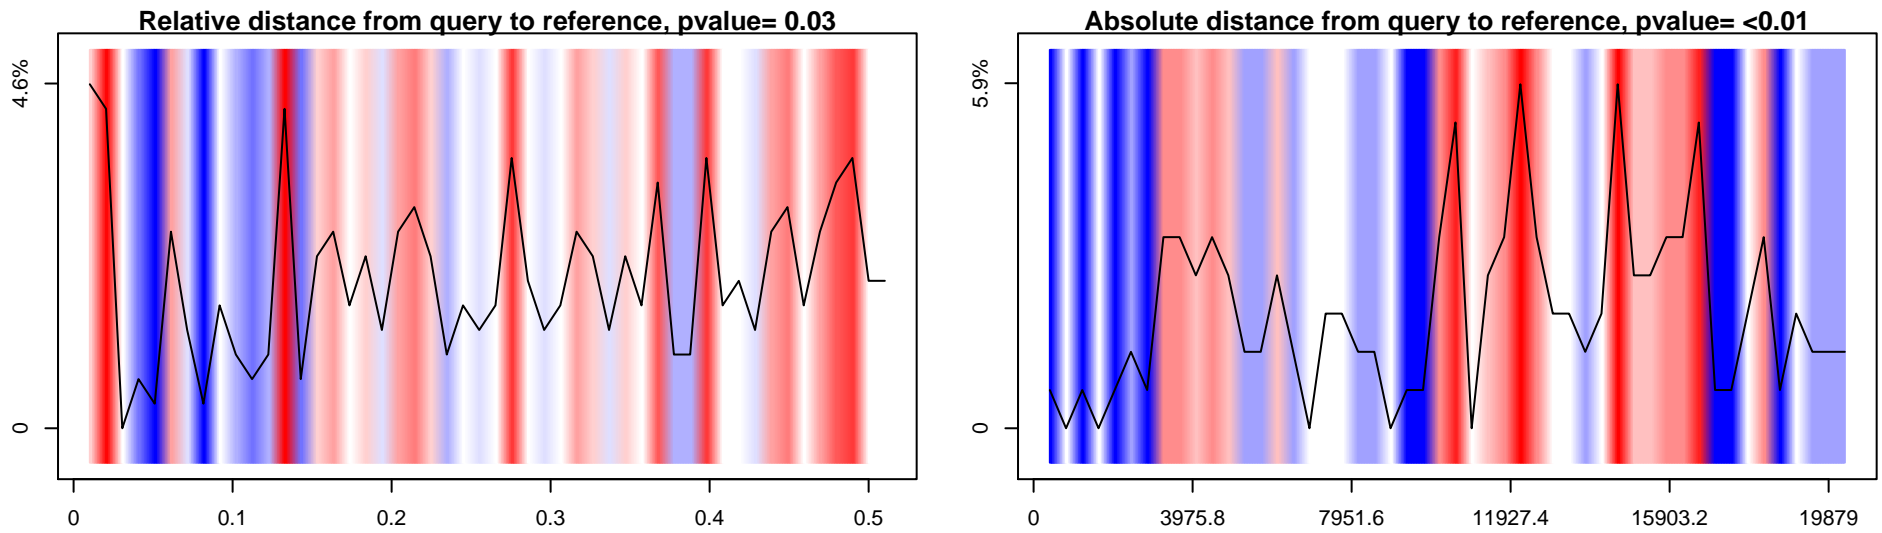 Relative distance from query to reference, pvalue= 0.03
4.6%
0
0 0.1 0.2 0.3 0.4 0.5
Absolute distance from query to reference, pvalue= <0.01
5.9%
0
0 3975.8 7951.6 11927.4 15903.2 19879